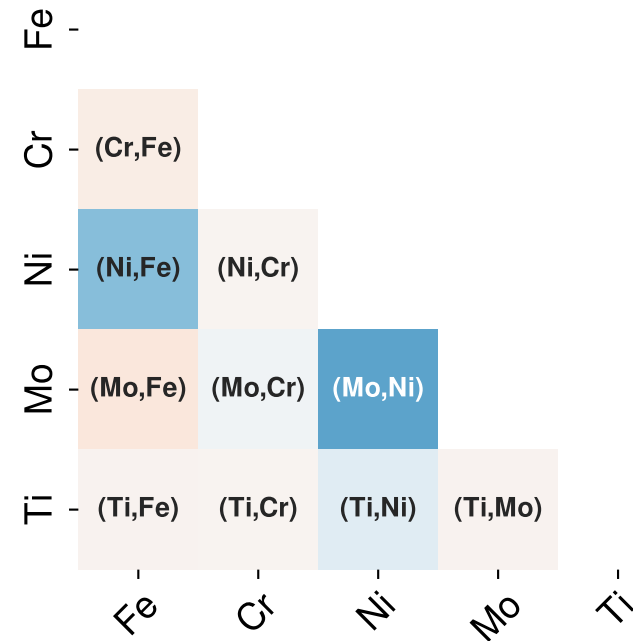 Fe
Cr
(Cr,Fe)
Ni
(Ni,Fe) (Ni,Cr)
Mo
(Mo,Fe) (Mo,Cr) (Mo,Ni)
Ti
(Ti,Fe) (Ti,Cr) (Ti,Ni) (Ti,Mo)
Fe Cr Ni Mo Ti